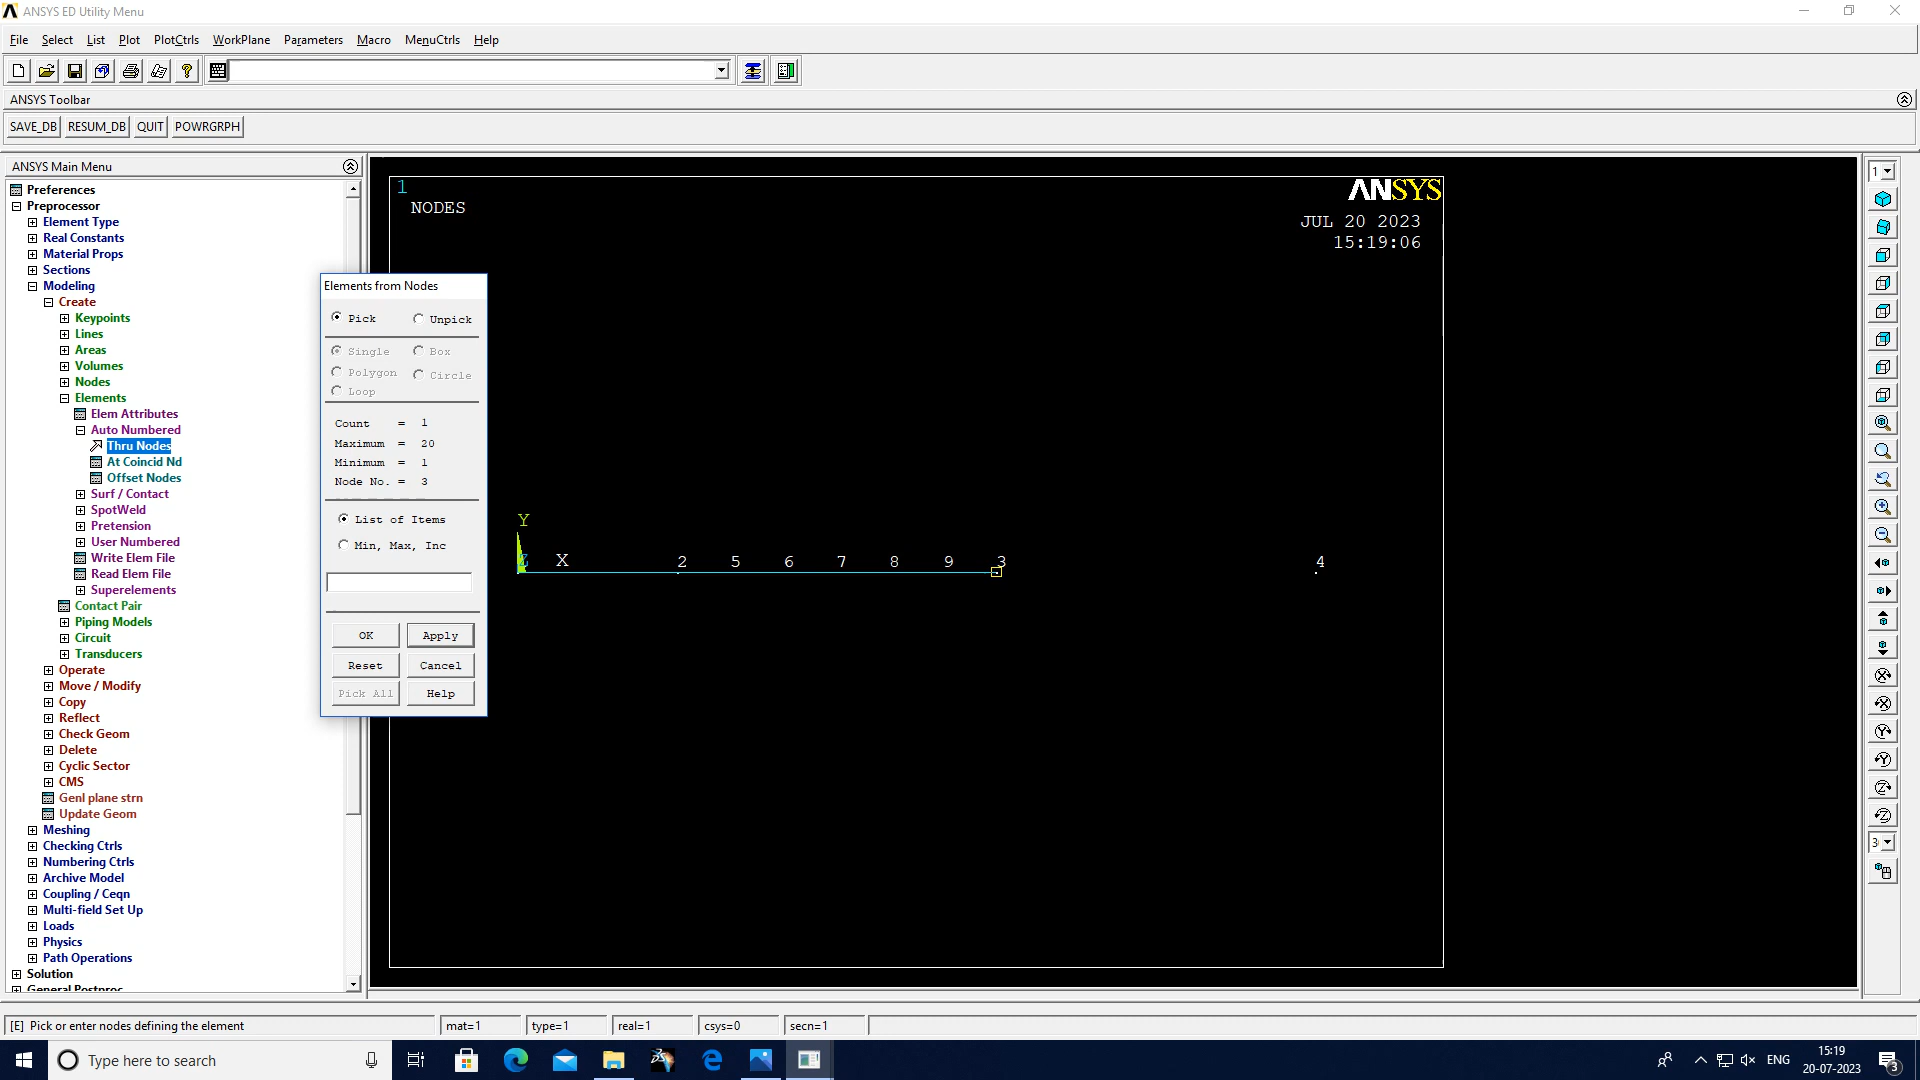 ANSYS ED Utility Menu
File Select List Plot PlotCtrls WorkPlane Parameters Macro MenuCtrls Help
ANSYS Toolbar
SAVE_DB RESUM_DB QUIT POWRGRPH
ANSYS Main Menu
Preferences
Preprocessor
Element Type
Real Constants
Material Props
Sections
Modeling
Create
Keypoints
Lines
Areas
Volumes
Nodes
Elements
Elem Attributes
Auto Numbered
Thru Nodes
At Coincid Nd
Offset Nodes
Surf / Contact
SpotWeld
Pretension
User Numbered
Write Elem File
Read Elem File
Superelements
Contact Pair
Piping Models
Circuit
Transducers
Operate
Move / Modify
Copy
Reflect
Check Geom
Delete
Cyclic Sector
CMS
Genl plane strn
Update Geom
Meshing
Checking Ctrls
Numbering Ctrls
Archive Model
Coupling / Ceqn
Multi-field Set Up
Loads
Physics
Path Operations
Solution
General Postproc
Elements from Nodes
Pick Unpick
Single Box
Polygon Circle
Loop
Count = 1
Maximum = 20
Minimum = 1
Node No. = 3
List of Items
Min, Max, Inc
OK Apply
Reset Cancel
Pick All Help
1
NODES
ANSYS
JUL 20 2023
15:19:06
Y
Z X 2 5 6 7 8 9 3 4
1
3
[E] Pick or enter nodes defining the element mat=1 type=1 real=1 csys=0 secn=1
Type here to search
ENG
15:19
20-07-2023
3